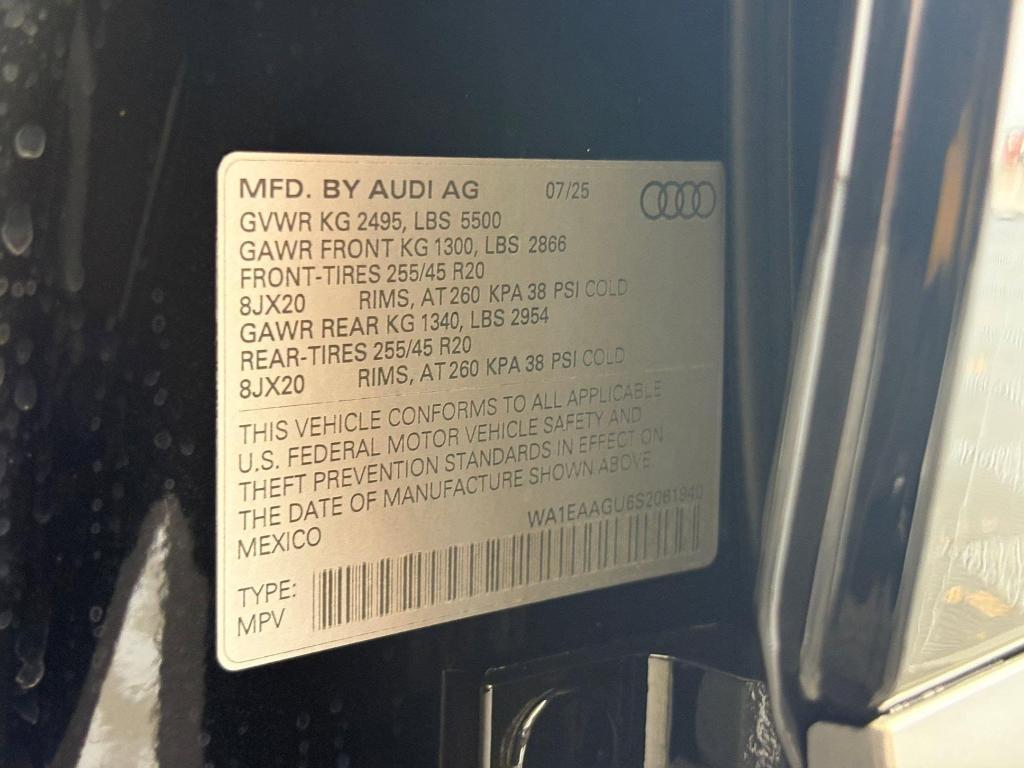 MFD. BY AUDI AG 07/25
GVWR KG 2495, LBS 5500
GAWR FRONT KG 1300, LBS 2866
FRONT-TIRES 255/45 R20
8JX20 RIMS, AT 260 KPA 38 PSI COLD
GAWR REAR KG 1340, LBS 2954
REAR-TIRES 255/45 R20
8JX20 RIMS, AT 260 KPA 38 PSI COLD
THIS VEHICLE CONFORMS TO ALL APPLICABLE
U.S. FEDERAL MOTOR VEHICLE SAFETY AND
THEFT PREVENTION STANDARDS IN EFFECT ON
THE DATE OF MANUFACTURE SHOWN ABOVE
MEXICO WA1EAAGU6S2061940
TYPE:
MPV